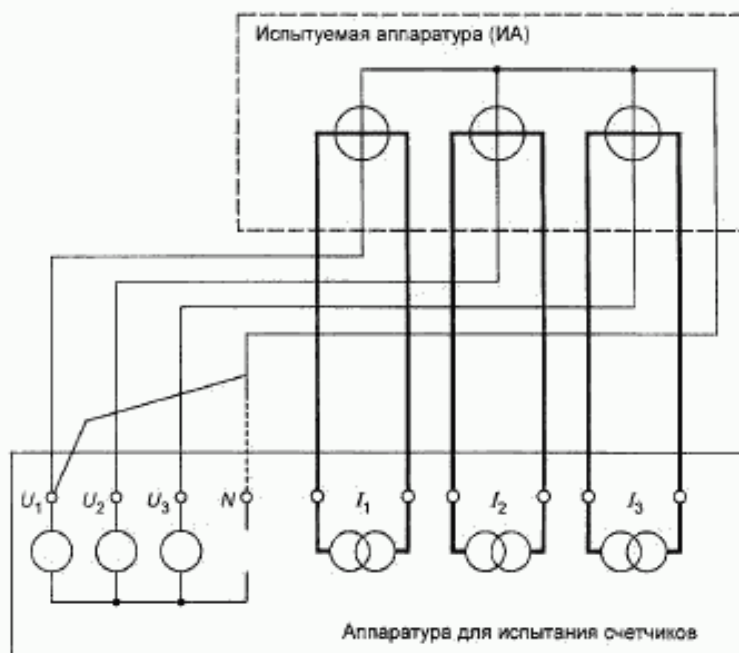 Испытуемая аппаратура (ИА)
U1 U2 U3 N I1 I2 I3
Аппаратура для испытания счетчиков